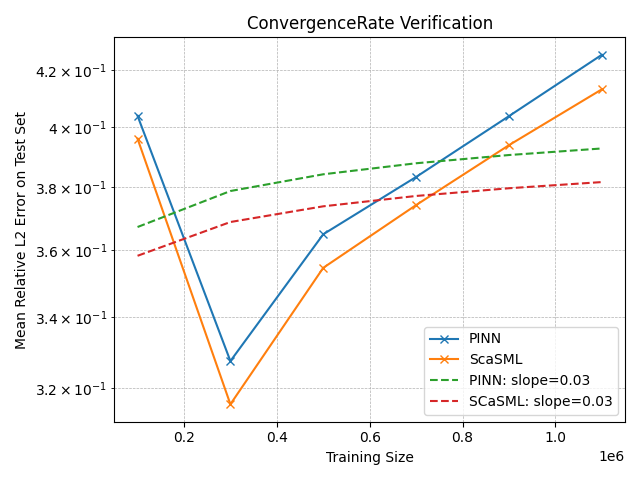 ConvergenceRate Verification
Mean Relative L2 Error on Test Set
4.2 × 10⁻¹
4 × 10⁻¹
3.8 × 10⁻¹
3.6 × 10⁻¹
3.4 × 10⁻¹
3.2 × 10⁻¹
PINN
ScaSML
PINN: slope=0.03
SCaSML: slope=0.03
0.2 0.4 0.6 0.8 1.0
Training Size 1e6